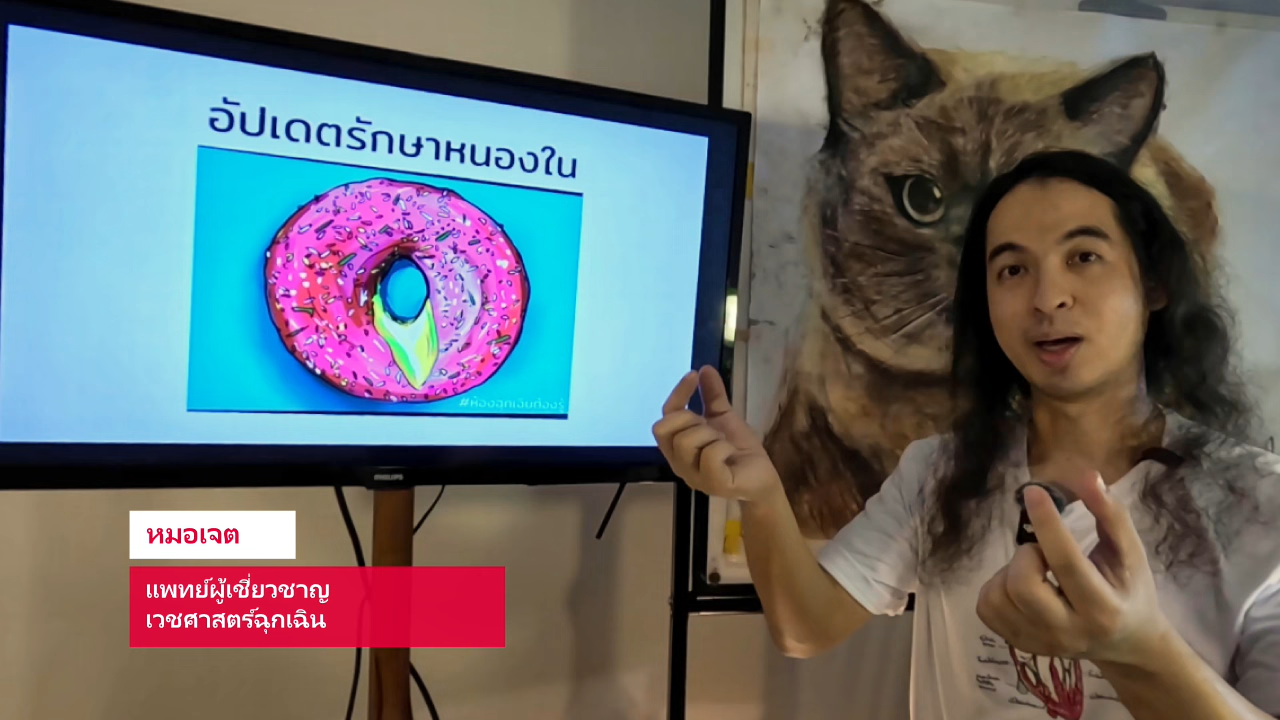 อัปเดตรักษาหนองใน
#ห้องฉุกเฉินต้องรู้
PHILIPS
หมอเจต
แพทย์ผู้เชี่ยวชาญ
เวชศาสตร์ฉุกเฉิน